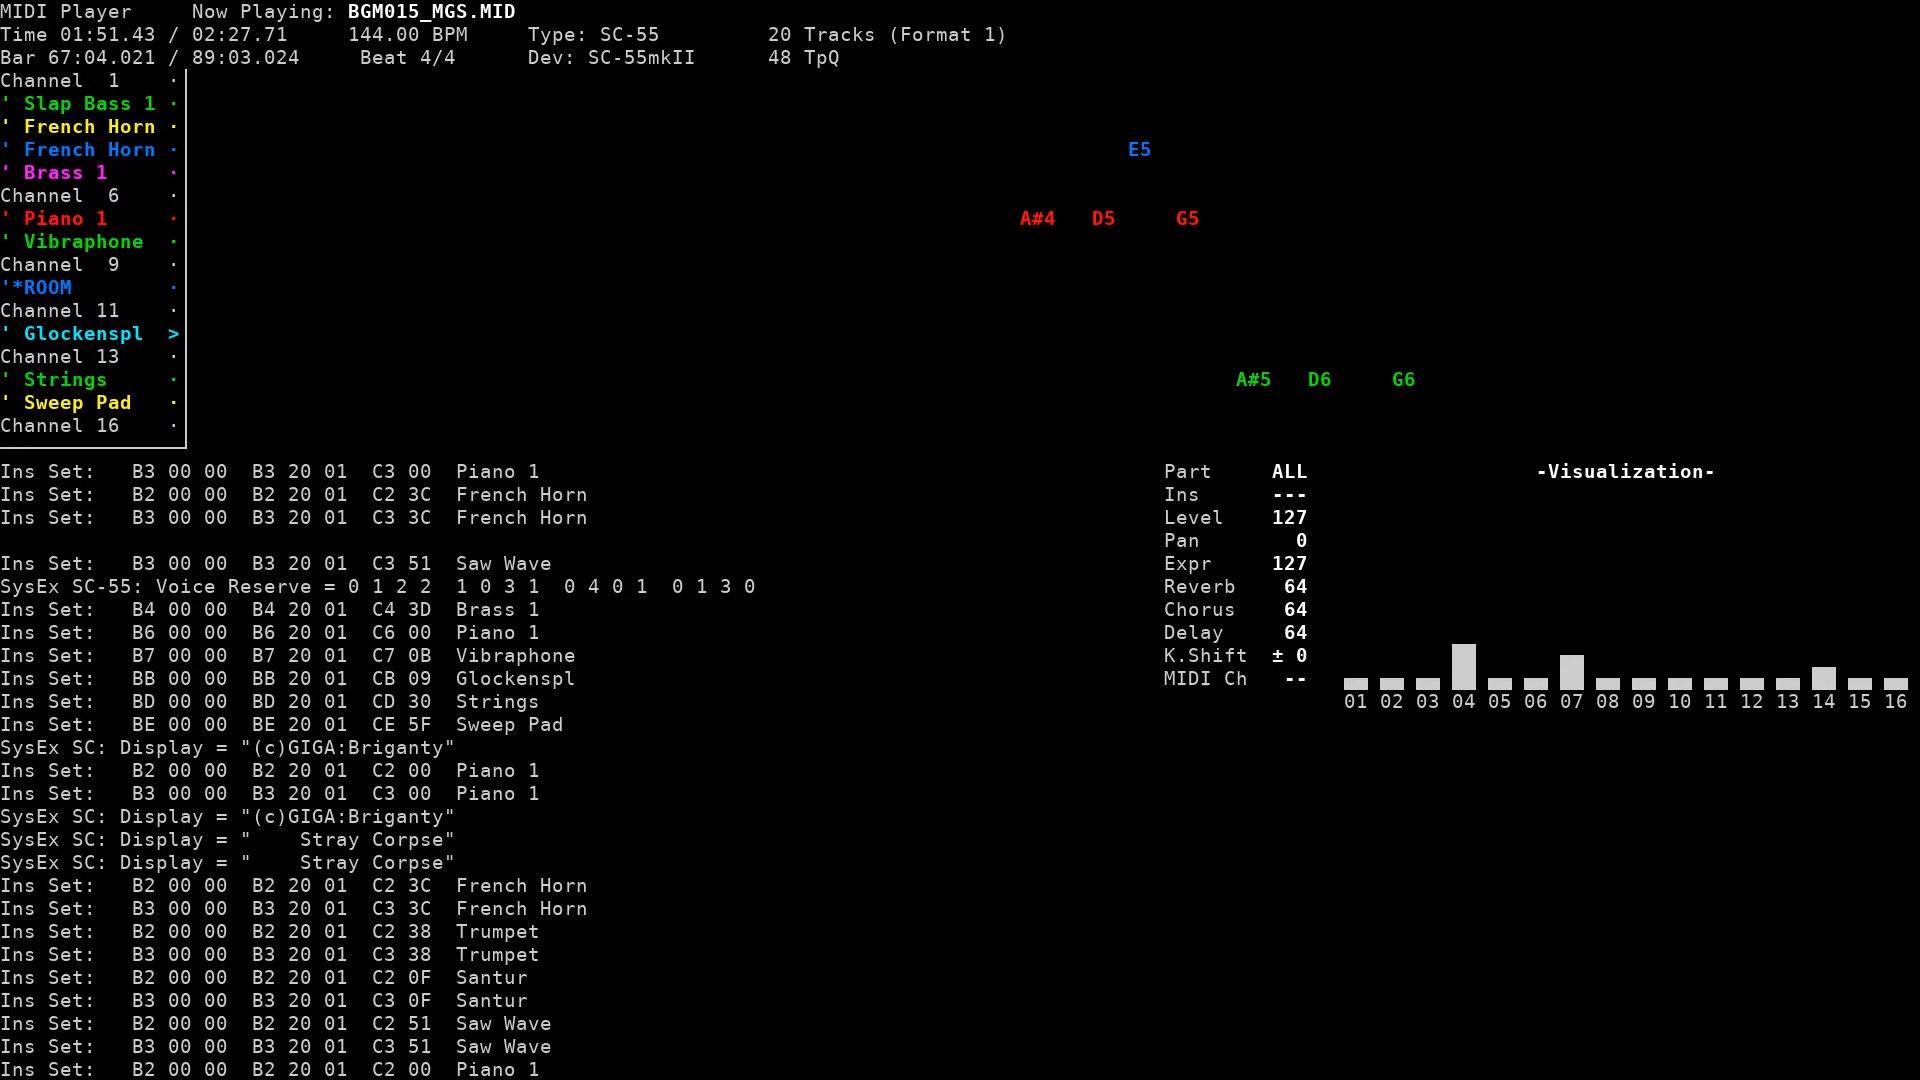 MIDI Player     Now Playing: BGM015_MGS.MID
Time 01:51.43 / 02:27.71    144.00 BPM     Type: SC-55         20 Tracks (Format 1)
Bar 67:04.021 / 89:03.024     Beat 4/4      Dev: SC-55mkII      48 TpQ
Channel  1    ·
' Slap Bass 1 ·
' French Horn ·
' French Horn ·    E5
' Brass 1     ·
Channel  6    ·
' Piano 1     ·    A#4   D5     G5
' Vibraphone  ·
Channel  9    ·
'*ROOM        ·
Channel 11    ·
' Glockenspl  >
Channel 13    ·
' Strings     ·    A#5   D6     G6
' Sweep Pad   ·
Channel 16    ·
Ins Set:   B3 00 00  B3 20 01  C3 00  Piano 1
Ins Set:   B2 00 00  B2 20 01  C2 3C  French Horn
Ins Set:   B3 00 00  B3 20 01  C3 3C  French Horn
Ins Set:   B3 00 00  B3 20 01  C3 51  Saw Wave
SysEx SC-55: Voice Reserve = 0 1 2 2  1 0 3 1  0 4 0 1  0 1 3 0
Ins Set:   B4 00 00  B4 20 01  C4 3D  Brass 1
Ins Set:   B6 00 00  B6 20 01  C6 00  Piano 1
Ins Set:   B7 00 00  B7 20 01  C7 0B  Vibraphone
Ins Set:   BB 00 00  BB 20 01  CB 09  Glockenspl
Ins Set:   BD 00 00  BD 20 01  CD 30  Strings
Ins Set:   BE 00 00  BE 20 01  CE 5F  Sweep Pad
SysEx SC: Display = "(c)GIGA:Briganty"
Ins Set:   B2 00 00  B2 20 01  C2 00  Piano 1
Ins Set:   B3 00 00  B3 20 01  C3 00  Piano 1
SysEx SC: Display = "(c)GIGA:Briganty"
SysEx SC: Display = "    Stray Corpse"
SysEx SC: Display = "    Stray Corpse"
Ins Set:   B2 00 00  B2 20 01  C2 3C  French Horn
Ins Set:   B3 00 00  B3 20 01  C3 3C  French Horn
Ins Set:   B2 00 00  B2 20 01  C2 38  Trumpet
Ins Set:   B3 00 00  B3 20 01  C3 38  Trumpet
Ins Set:   B2 00 00  B2 20 01  C2 0F  Santur
Ins Set:   B3 00 00  B3 20 01  C3 0F  Santur
Ins Set:   B2 00 00  B2 20 01  C2 51  Saw Wave
Ins Set:   B3 00 00  B3 20 01  C3 51  Saw Wave
Ins Set:   B2 00 00  B2 20 01  C2 00  Piano 1
Part     ALL
Ins      ---
Level    127
Pan        0
Expr     127
Reverb    64
Chorus    64
Delay     64
K.Shift  ± 0
MIDI Ch   --
-Visualization-
01 02 03 04 05 06 07 08 09 10 11 12 13 14 15 16